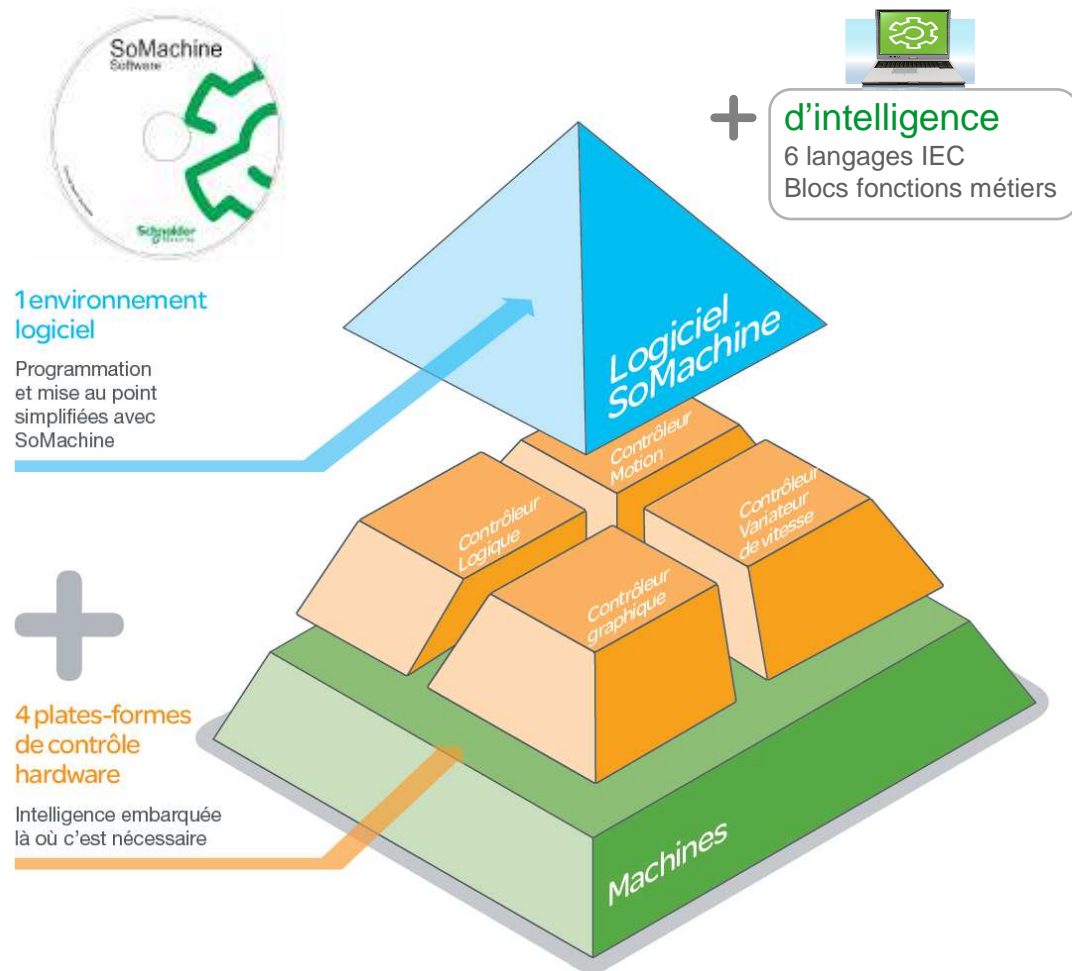 SoMachine
Software
Schneider
Electric
d'intelligence
6 langages IEC
Blocs fonctions métiers
1 environnement
logiciel
Programmation
et mise au point
simplifiées avec
SoMachine
Logiciel
SoMachine
Contrôleur
Motion
Contrôleur
Logique
Contrôleur
Variateur
de vitesse
Contrôleur
graphique
4 plates-formes
de contrôle
hardware
Intelligence embarquée
là où c'est nécessaire
Machines